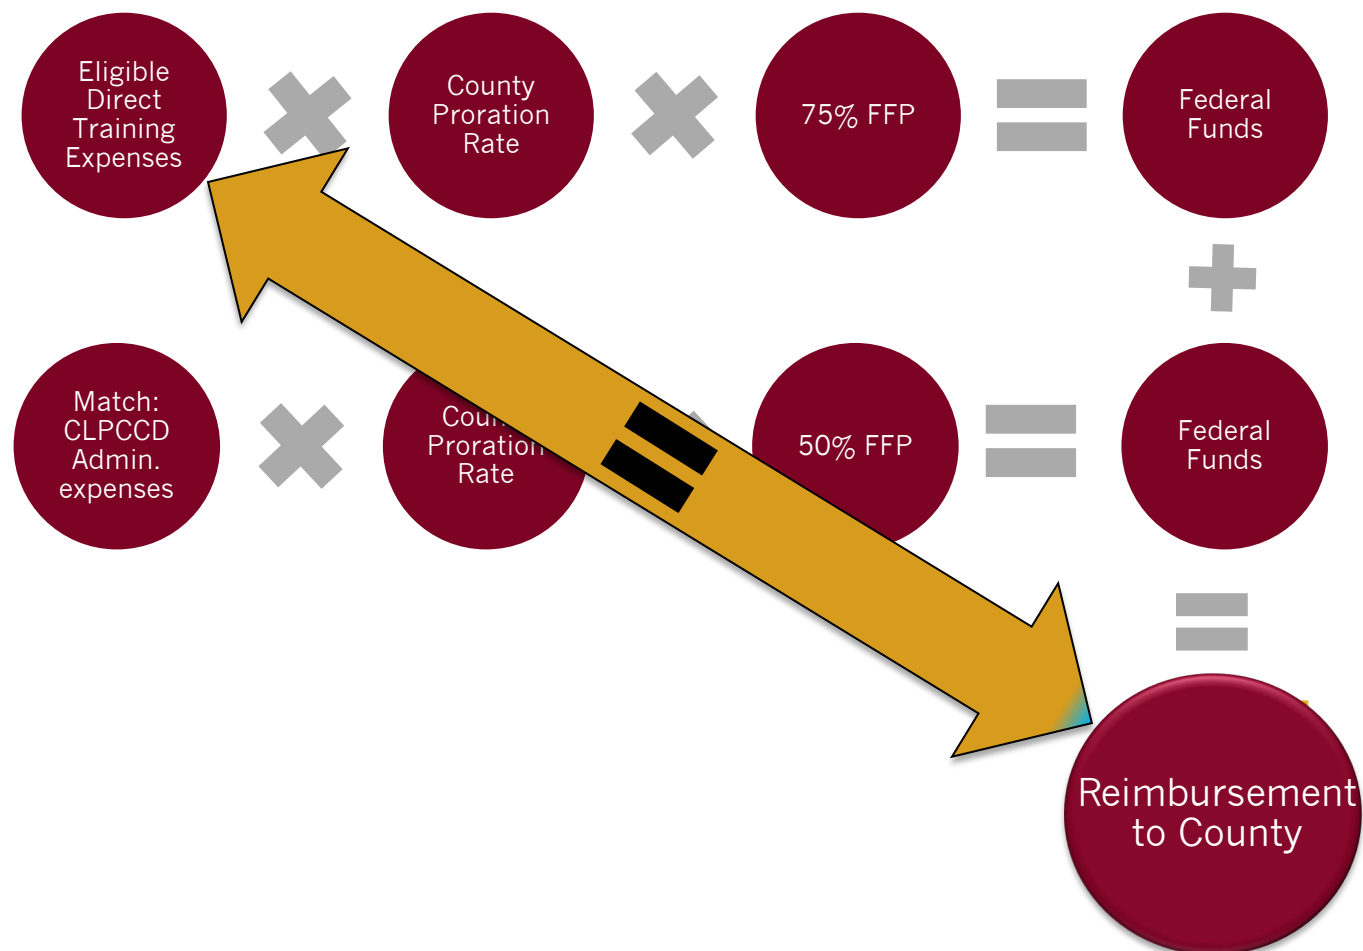 Eligible
Direct
Training
Expenses
County
Proration
Rate
75% FFP
Federal
Funds
Match:
CLPCCD
Admin.
expenses
County
Proration
Rate
50% FFP
Federal
Funds
Reimbursement
to County